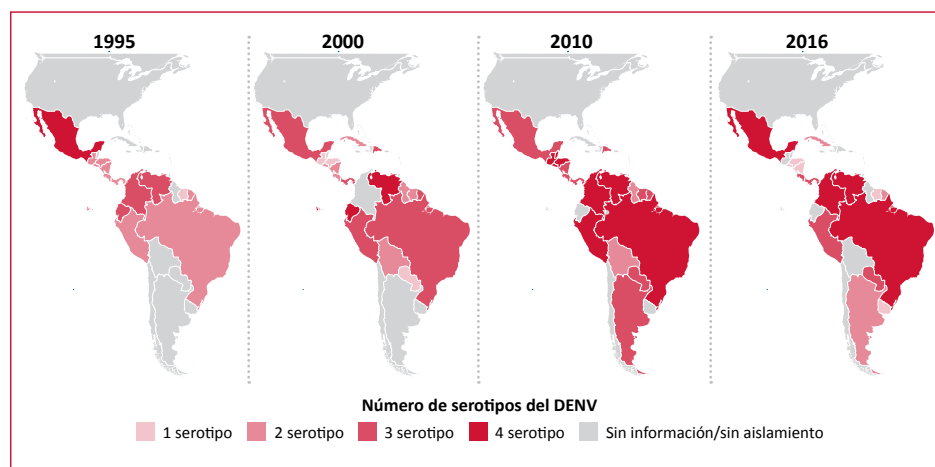 1995
2000
2010
2016
Número de serotipos del DENV
1 serotipo
2 serotipo
3 serotipo
4 serotipo
Sin información/sin aislamiento